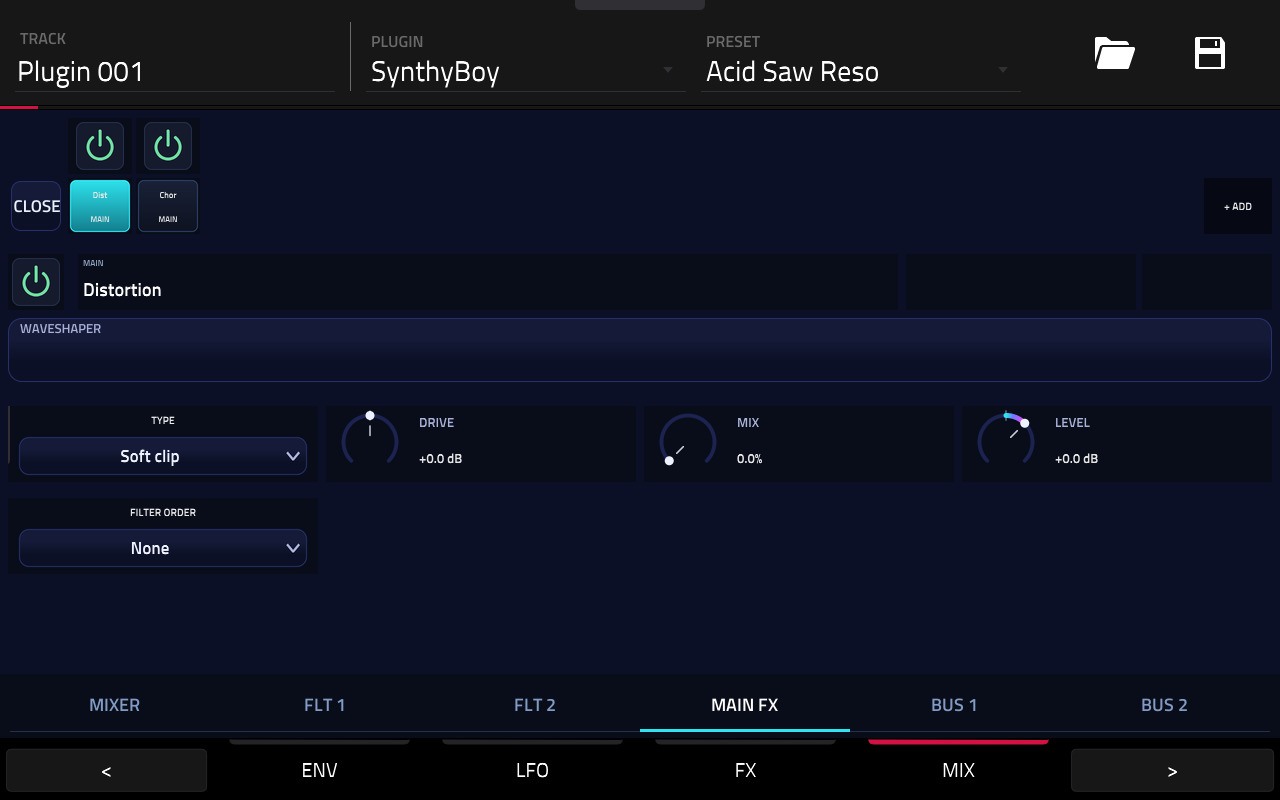 TRACK
Plugin 001
PLUGIN
SynthyBoy
PRESET
Acid Saw Reso
CLOSE
Dist
MAIN
Chor
MAIN
+ ADD
MAIN
Distortion
WAVESHAPER
TYPE
Soft clip
DRIVE
+0.0 dB
MIX
0.0%
LEVEL
+0.0 dB
FILTER ORDER
None
MIXER
FLT 1
FLT 2
MAIN FX
BUS 1
BUS 2
<
ENV
LFO
FX
MIX
>